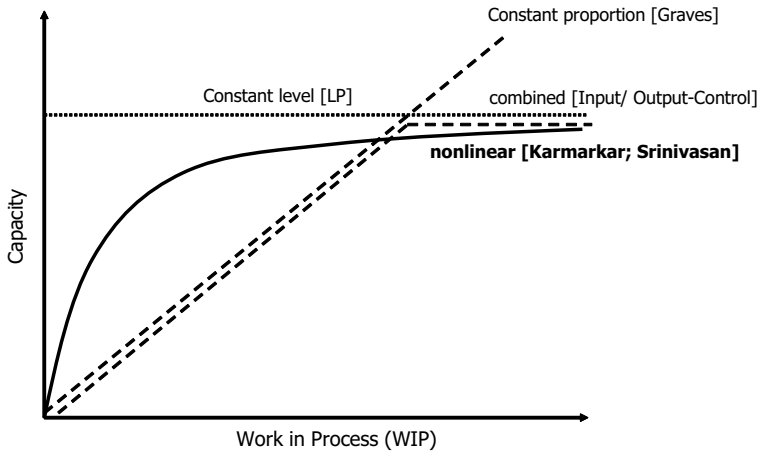 Constant proportion [Graves]
Constant level [LP]
combined [Input/ Output-Control]
nonlinear [Karmarkar; Srinivasan]
Capacity
Work in Process (WIP)